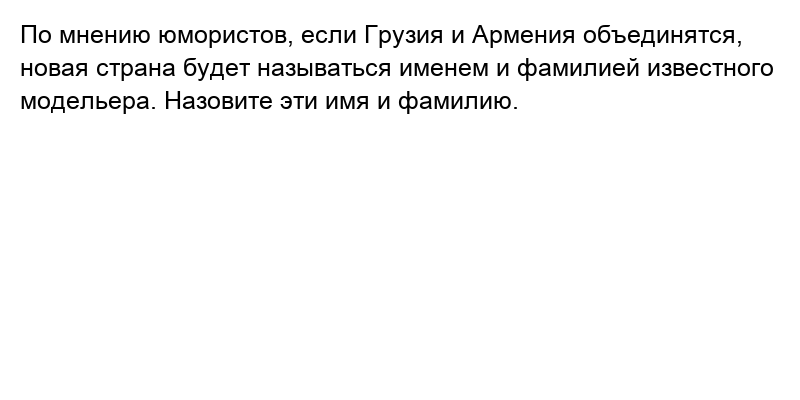 По мнению юмористов, если Грузия и Армения объединятся,
новая страна будет называться именем и фамилией известного
модельера. Назовите эти имя и фамилию.